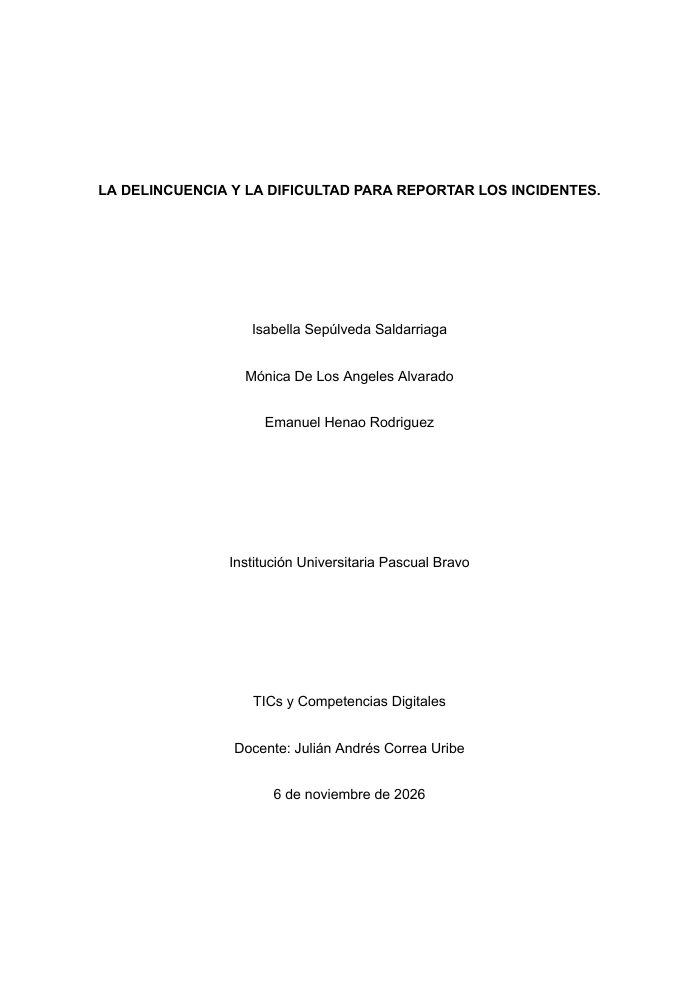 LA DELINCUENCIA Y LA DIFICULTAD PARA REPORTAR LOS INCIDENTES.
Isabella Sepúlveda Saldarriaga
Mónica De Los Angeles Alvarado
Emanuel Henao Rodriguez
Institución Universitaria Pascual Bravo
TICs y Competencias Digitales
Docente: Julián Andrés Correa Uribe
6 de noviembre de 2026